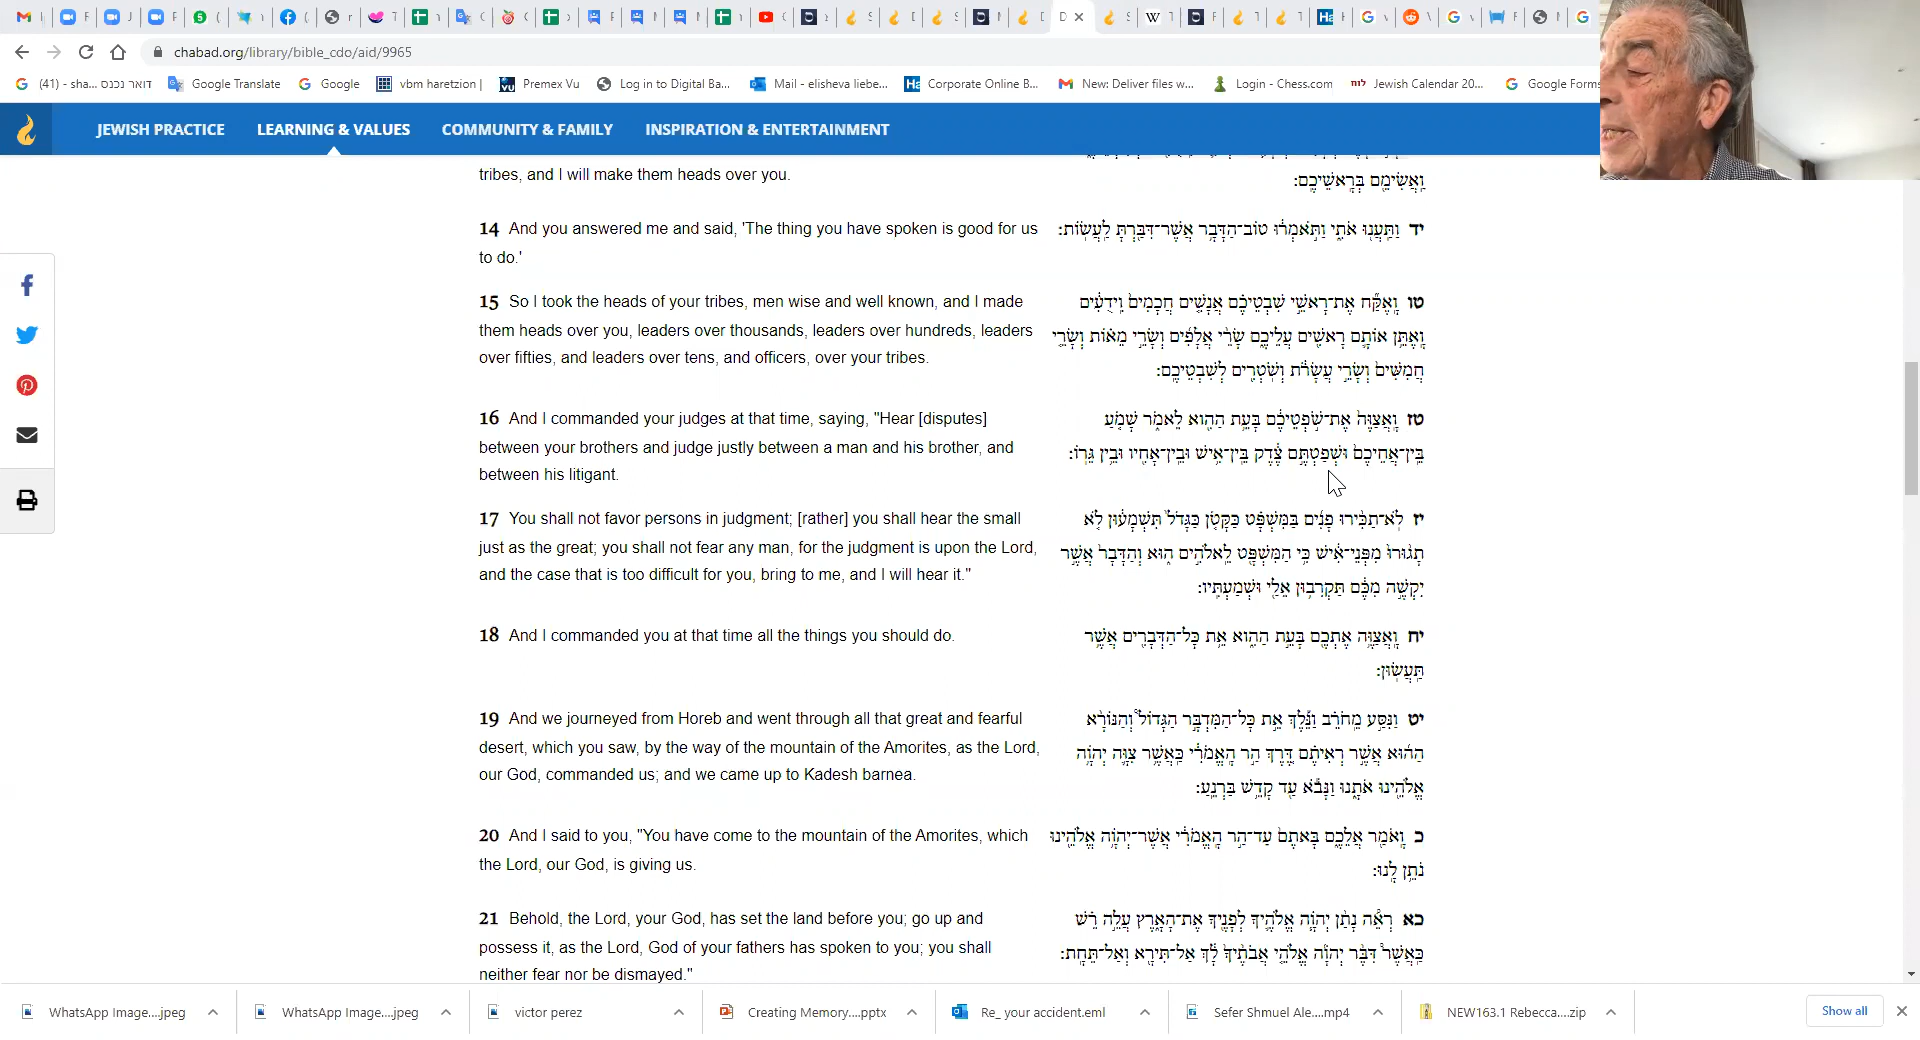 chabad.org/library/bible_cdo/aid/9965
(41) - sha... דואר נכנס
Google Translate
Google
vbm haretzion |
Premex Vu
Log in to Digital Ba...
Mail - elisheva liebe...
Corporate Online B...
New: Deliver files w...
Login - Chess.com
Jewish Calendar 20...
Google Forms
JEWISH PRACTICE
LEARNING & VALUES
COMMUNITY & FAMILY
INSPIRATION & ENTERTAINMENT
tribes, and I will make them heads over you.
וַאֲשִׂימֵם בְּרָאשֵׁיכֶם:
14 And you answered me and said, 'The thing you have spoken is good for us
to do.'
יד וַתַּעֲנוּ אֹתִי וַתֹּאמְרוּ טוֹב־הַדָּבָר אֲשֶׁר־דִּבַּרְתָּ לַעֲשׂוֹת:
15 So I took the heads of your tribes, men wise and well known, and I made
them heads over you, leaders over thousands, leaders over hundreds, leaders
over fifties, and leaders over tens, and officers, over your tribes.
טו וָאֶקַּח אֶת־רָאשֵׁי שִׁבְטֵיכֶם אֲנָשִׁים חֲכָמִים וִידֻעִים
וָאֶתֵּן אוֹתָם רָאשִׁים עֲלֵיכֶם שָׂרֵי אֲלָפִים וְשָׂרֵי מֵאוֹת וְשָׂרֵי
חֲמִשִּׁים וְשָׂרֵי עֲשָׂרֹת וְשֹׁטְרִים לְשִׁבְטֵיכֶם:
16 And I commanded your judges at that time, saying, "Hear [disputes]
between your brothers and judge justly between a man and his brother, and
between his litigant.
טז וָאֲצַוֶּה אֶת־שֹׁפְטֵיכֶם בָּעֵת הַהִוא לֵאמֹר שָׁמֹעַ
בֵּין־אֲחֵיכֶם וּשְׁפַטְתֶּם צֶדֶק בֵּין־אִישׁ וּבֵין־אָחִיו וּבֵין גֵּרוֹ:
17 You shall not favor persons in judgment; [rather] you shall hear the small
just as the great; you shall not fear any man, for the judgment is upon the Lord,
and the case that is too difficult for you, bring to me, and I will hear it."
יז לֹא־תַכִּירוּ פָנִים בַּמִּשְׁפָּט כַּקָּטֹן כַּגָּדֹל תִּשְׁמָעוּן לֹא
תָגוּרוּ מִפְּנֵי־אִישׁ כִּי הַמִּשְׁפָּט לֵאלֹהִים הוּא וְהַדָּבָר אֲשֶׁר
יִקְשֶׁה מִכֶּם תַּקְרִבוּן אֵלַי וּשְׁמַעְתִּיו:
18 And I commanded you at that time all the things you should do.
יח וָאֲצַוֶּה אֶתְכֶם בָּעֵת הַהִוא אֵת כָּל־הַדְּבָרִים אֲשֶׁר
תַּעֲשׂוּן:
19 And we journeyed from Horeb and went through all that great and fearful
desert, which you saw, by the way of the mountain of the Amorites, as the Lord,
our God, commanded us; and we came up to Kadesh barnea.
יט וַנִּסַּע מֵחֹרֵב וַנֵּלֶךְ אֵת כָּל־הַמִּדְבָּר הַגָּדוֹל וְהַנּוֹרָא
הַהוּא אֲשֶׁר רְאִיתֶם דֶּרֶךְ הַר הָאֱמֹרִי כַּאֲשֶׁר צִוָּה יְהֹוָה
אֱלֹהֵינוּ אֹתָנוּ וַנָּבֹא עַד קָדֵשׁ בַּרְנֵעַ:
20 And I said to you, "You have come to the mountain of the Amorites, which
the Lord, our God, is giving us.
כ וָאֹמַר אֲלֵכֶם בָּאתֶם עַד־הַר הָאֱמֹרִי אֲשֶׁר־יְהֹוָה אֱלֹהֵינוּ
נֹתֵן לָנוּ:
21 Behold, the Lord, your God, has set the land before you; go up and
possess it, as the Lord, God of your fathers has spoken to you; you shall
neither fear nor be dismayed."
כא רְאֵה נָתַן יְהֹוָה אֱלֹהֶיךָ לְפָנֶיךָ אֶת־הָאָרֶץ עֲלֵה רֵשׁ
כַּאֲשֶׁר דִּבֶּר יְהֹוָה אֱלֹהֵי אֲבֹתֶיךָ לָךְ אַל־תִּירָא וְאַל־תֵּחָת:
WhatsApp Image....jpeg
WhatsApp Image....jpeg
victor perez
Creating Memory....pptx
Re_ your accident.eml
Sefer Shmuel Ale....mp4
NEW163.1 Rebecca....zip
Show all